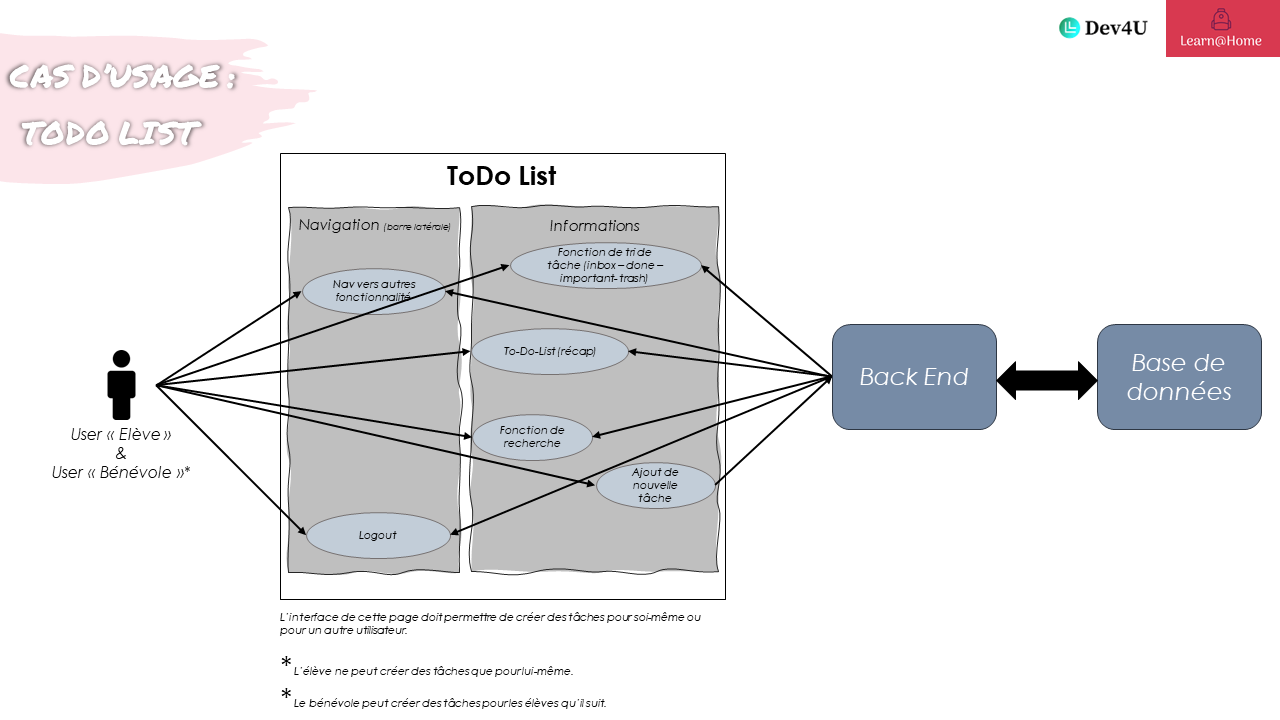 Dev4U
Learn@Home
CAS D'USAGE :
TODO LIST
ToDo List
Navigation (barre latérale)
Informations
Fonction de tri de
tâche (inbox – done –
important- trash)
Nav vers autres
fonctionnalité
To-Do-List (récap)
Fonction de
recherche
Ajout de
nouvelle
tâche
Logout
User « Elève »
&
User « Bénévole »*
Back End
Base de
données
L'interface de cette page doit permettre de créer des tâches pour soi-même ou
pour un autre utilisateur.
* L'élève ne peut créer des tâches que pour lui-même.
* Le bénévole peut créer des tâches pour les élèves qu'il suit.